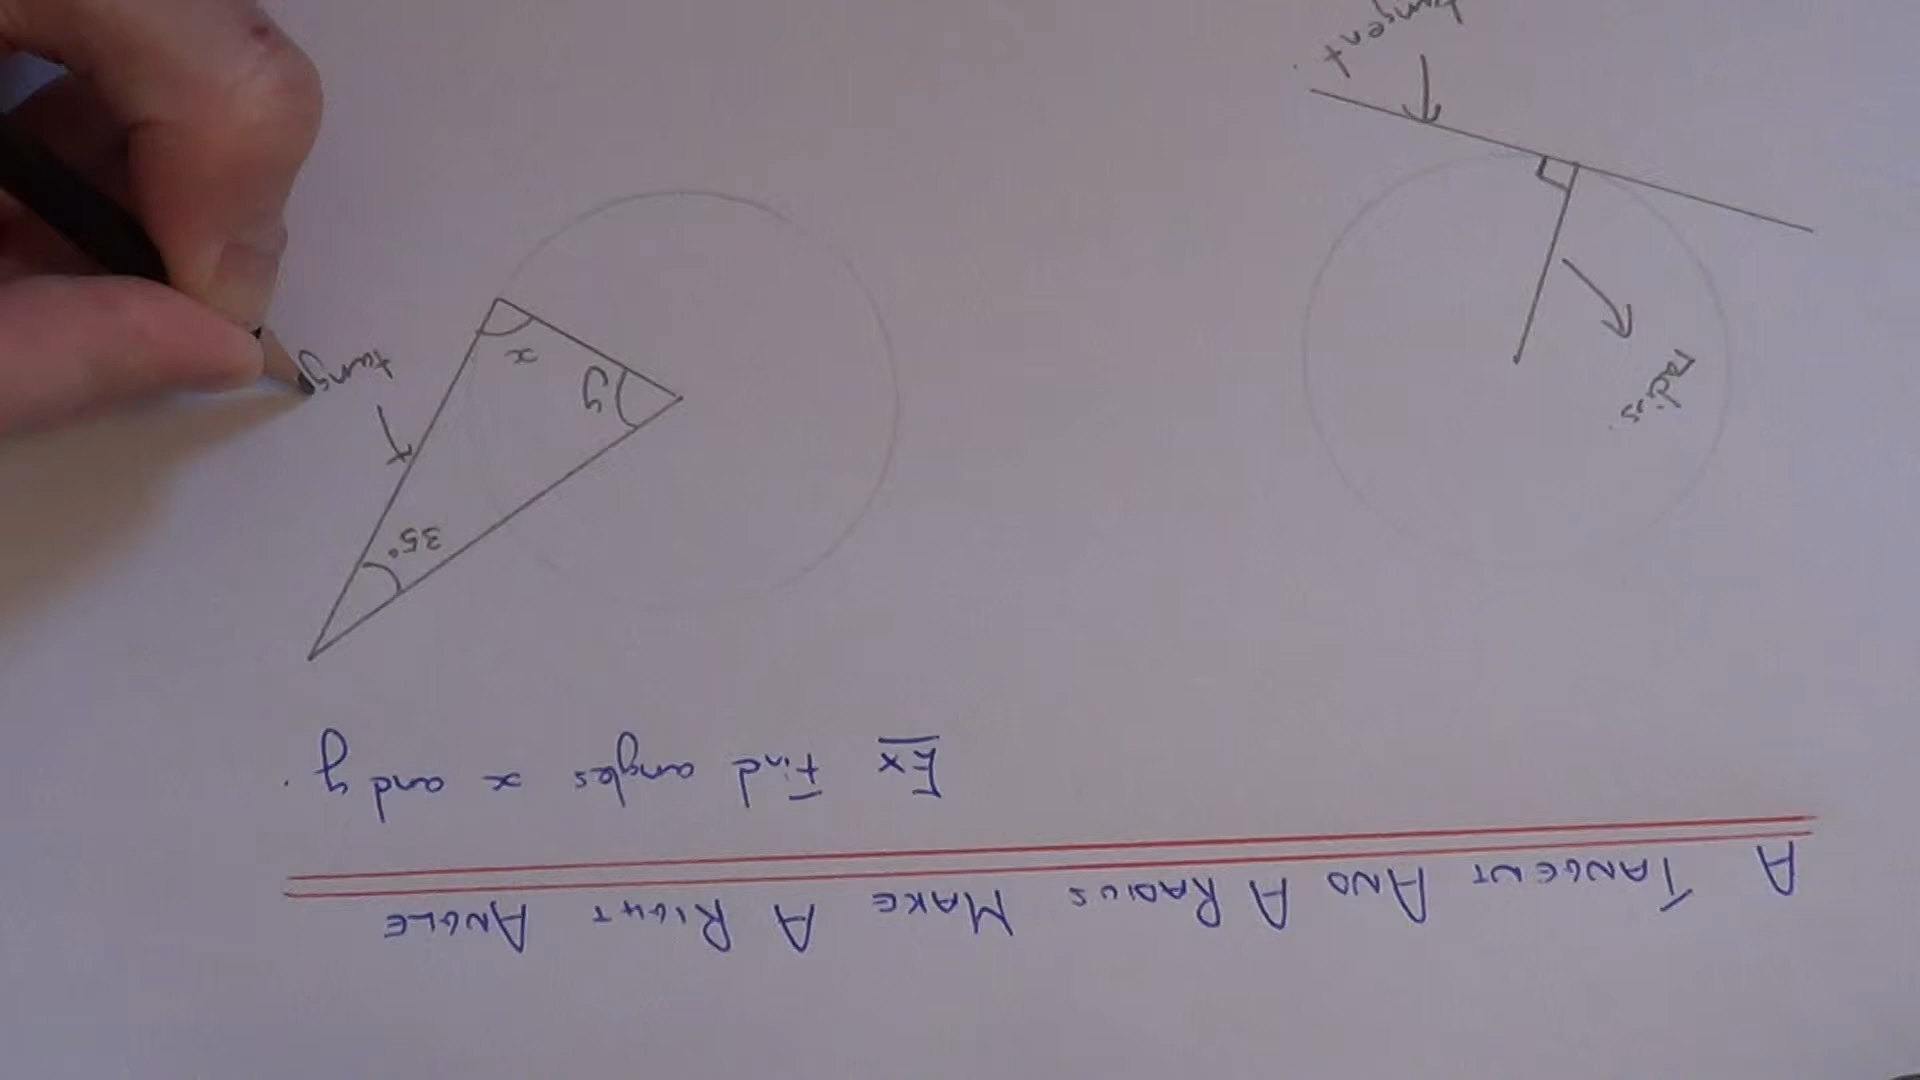 A TANGENT AND A RADIUS MAKE A RIGHT ANGLE
Ex Find angles x and y.
radius.
tangent.
35°
y
x
tang